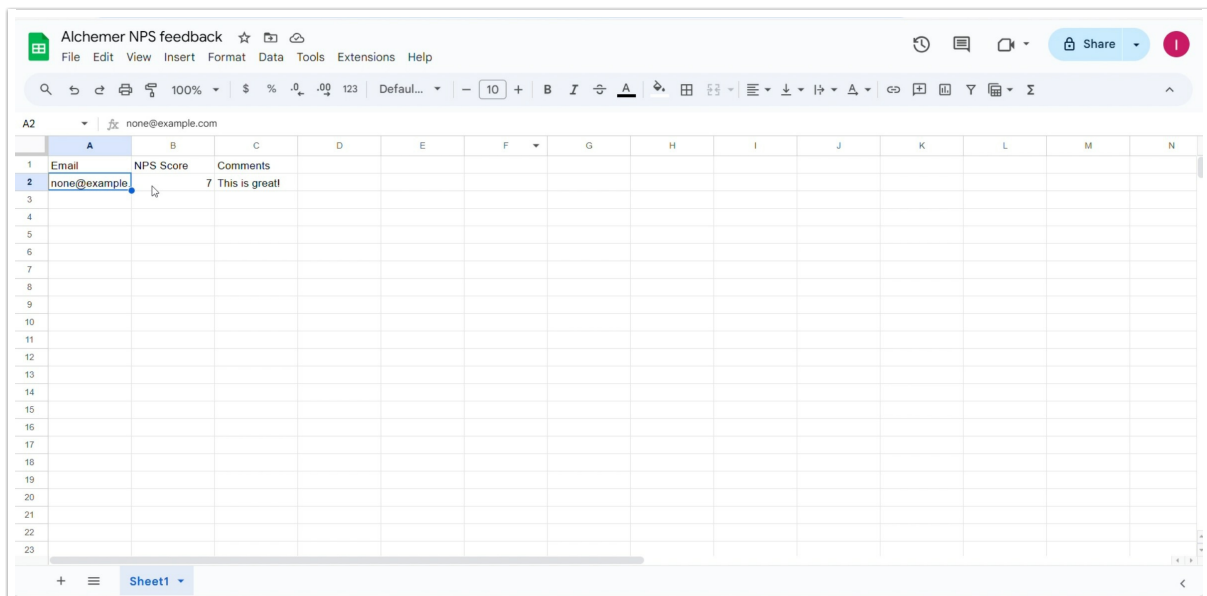 Alchemer NPS feedback
File Edit View Insert Format Data Tools Extensions Help
Share
I
100% $ % .0 .00 123 Defaul... − 10 + B I A A Σ
A2 fx none@example.com
A B C D E F G H I J K L M N
1 Email NPS Score Comments
2 none@example. 7 This is great!
3
4
5
6
7
8
9
10
11
12
13
14
15
16
17
18
19
20
21
22
23
+ Sheet1